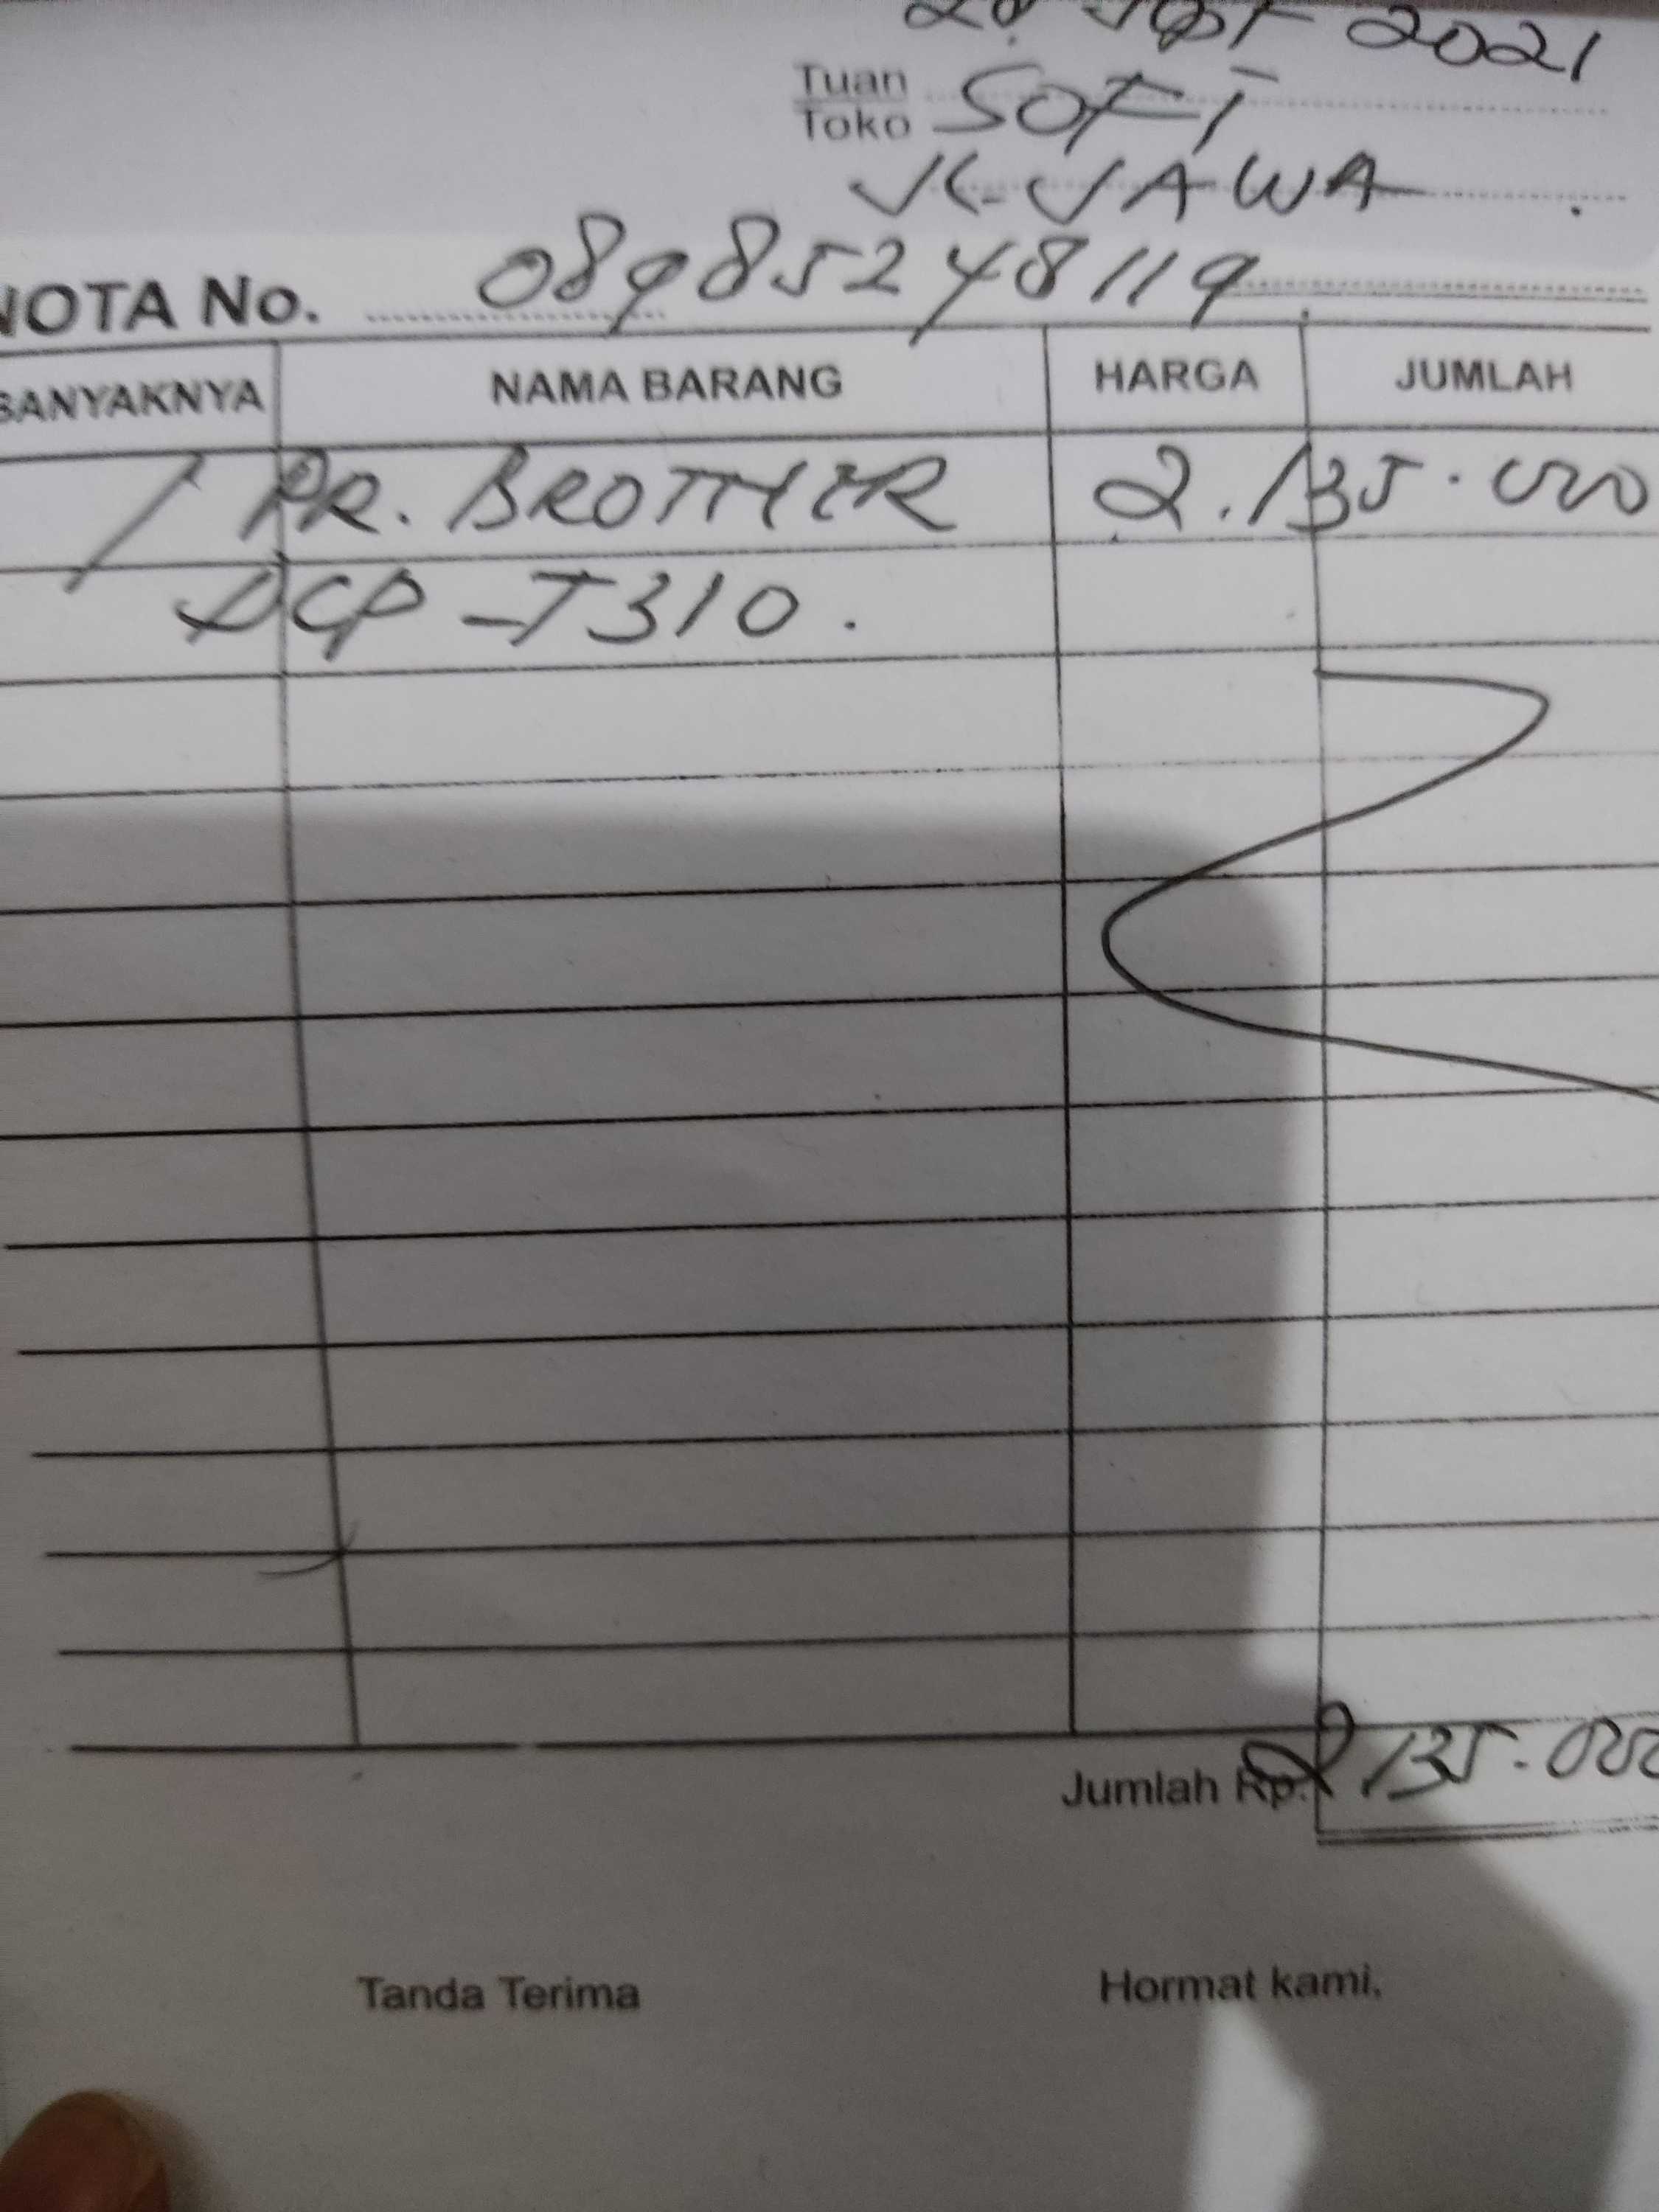 2021
Tuan
Toko SOFI
JL. JAWA
NOTA No. 08985248119
BANYAKNYA NAMA BARANG HARGA JUMLAH
1 PR. BROTHER 2.135.000
DCP-T310.
Jumlah Rp. 2 135.000
Tanda Terima Hormat kami,